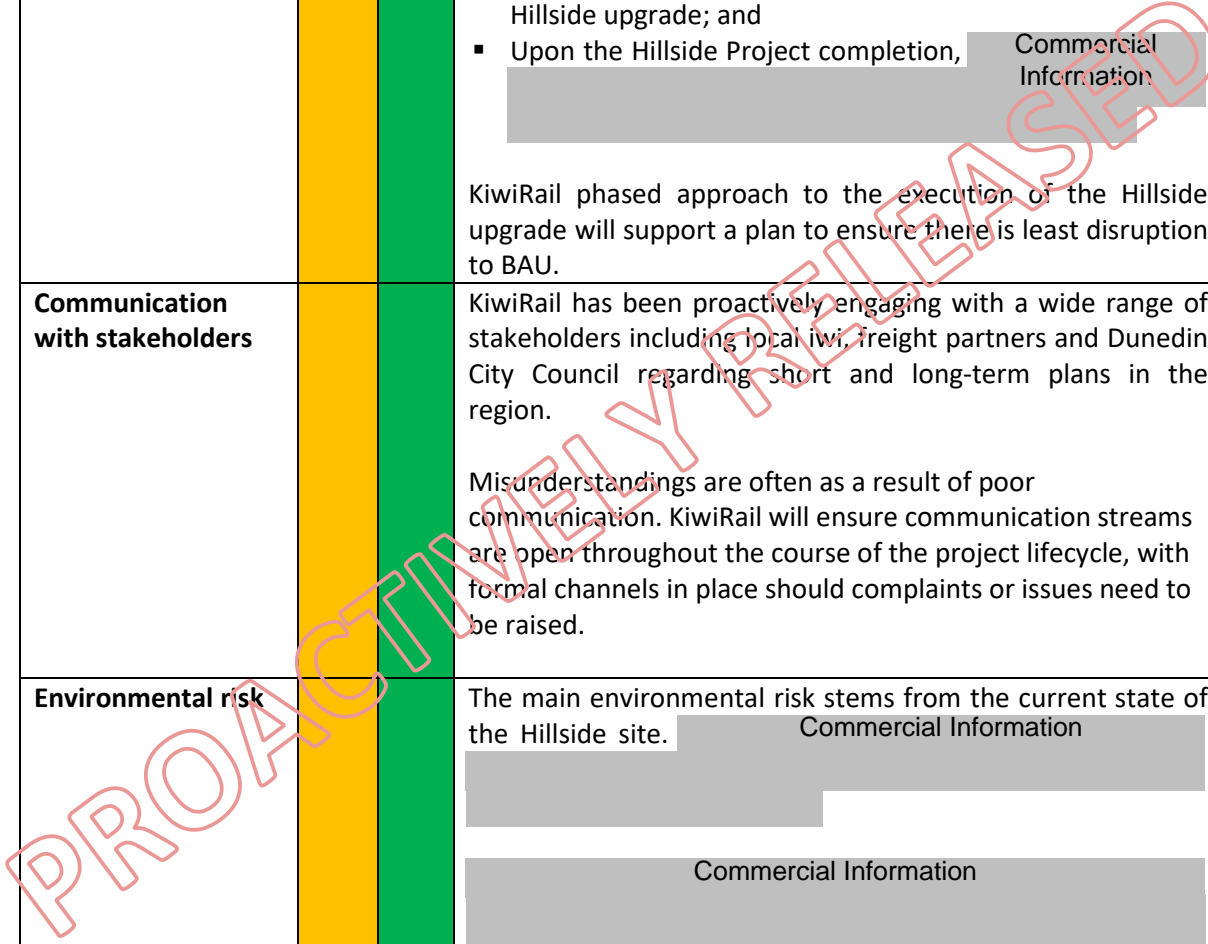 Hillside upgrade; and
▪ Upon the Hillside Project completion, Commercial
Information
KiwiRail phased approach to the execution of the Hillside
upgrade will support a plan to ensure there is least disruption
to BAU.
Communication
with stakeholders
KiwiRail has been proactively engaging with a wide range of
stakeholders including local iwi, freight partners and Dunedin
City Council regarding short and long-term plans in the
region.
Misunderstandings are often as a result of poor
communication. KiwiRail will ensure communication streams
are open throughout the course of the project lifecycle, with
formal channels in place should complaints or issues need to
be raised.
Environmental risk
The main environmental risk stems from the current state of
the Hillside site. Commercial Information
Commercial Information
PROACTIVELY RELEASED